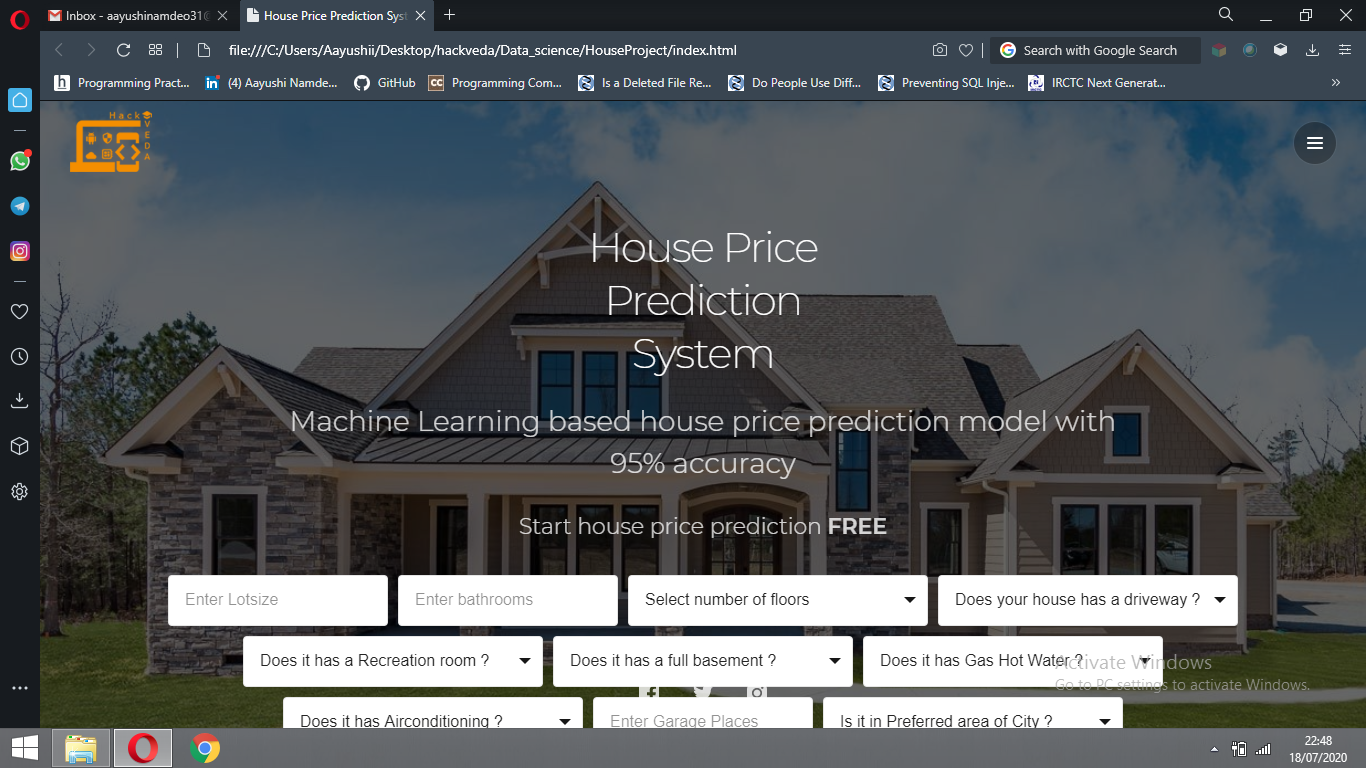 Inbox - aayushinamdeo31@
House Price Prediction Syst
file:///C:/Users/Aayushii/Desktop/hackveda/Data_science/HouseProject/index.html
Search with Google Search
Programming Pract...
(4) Aayushi Namde...
GitHub
CC
Programming Com...
Is a Deleted File Re...
Do People Use Diff...
Preventing SQL Inje...
IRCTC Next Generat...
Hack
VEDA
House Price
Prediction
System
Machine Learning based house price prediction model with
95% accuracy
Start house price prediction FREE
Enter Lotsize
Enter bathrooms
Select number of floors
Does your house has a driveway ?
Does it has a Recreation room ?
Does it has a full basement ?
Does it has Gas Hot Water ?
Activate Windows
Go to PC settings to activate Windows.
Does it has Airconditioning ?
Enter Garage Places
Is it in Preferred area of City ?
22:48
18/07/2020